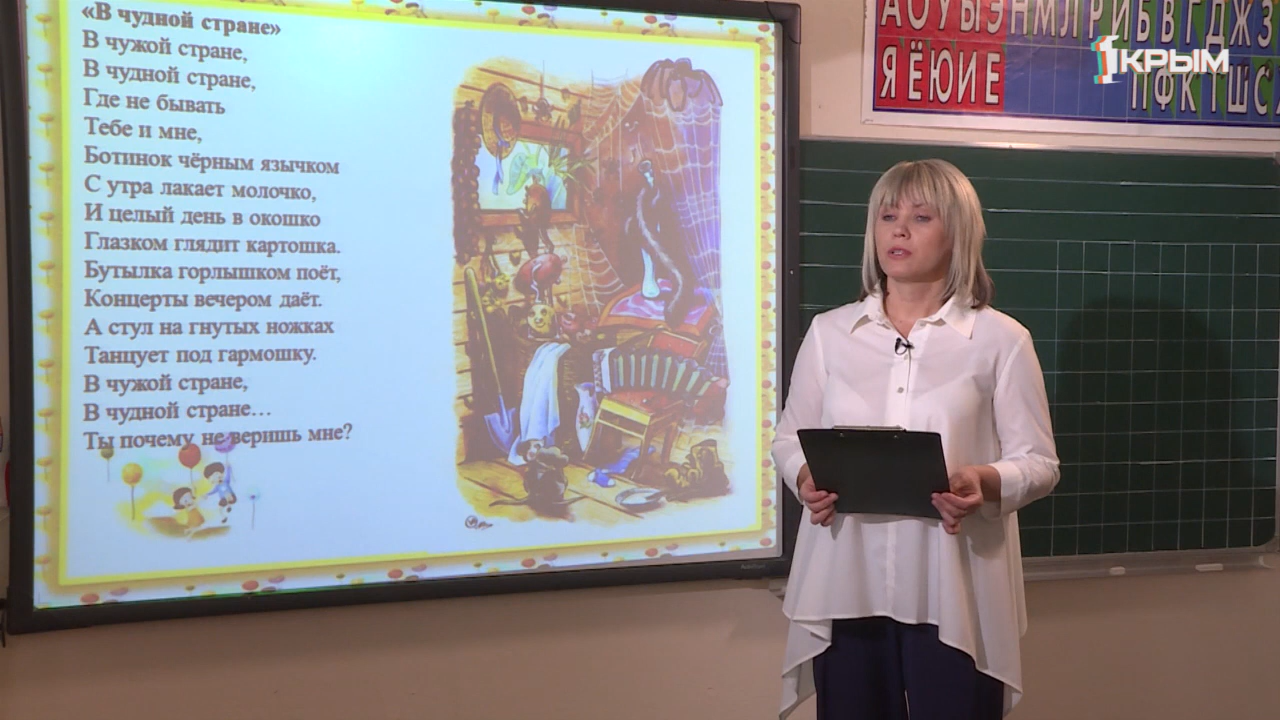 «В чудной стране»
В чужой стране,
В чудной стране,
Где не бывать
Тебе и мне,
Ботинок чёрным язычком
С утра лакает молочко,
И целый день в окошко
Глазком глядит картошка.
Бутылка горлышком поёт,
Концерты вечером даёт.
А стул на гнутых ножках
Танцует под гармошку.
В чужой стране,
В чудной стране…
Ты почему не веришь мне?
АОУЫЭНМЛРЙБВГДЖЗ
ЯЁЮИЕ ПФКТШС
1КРЫМ